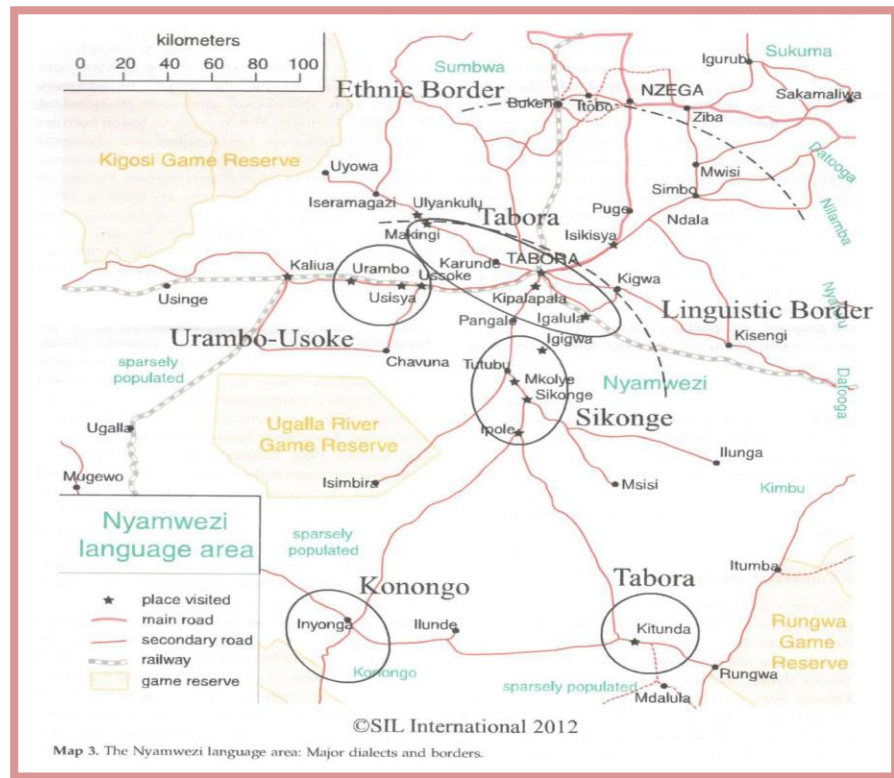 kilometers
0 20 40 60 80 100
Ethnic Border
Sumbwa
Bukene
Itobo
NZEGA
Igurub
Sukuma
Sakamaliwa
Ziba
Kigosi Game Reserve
Uyowa
Iseramagazi
Ulyankulu
Makingi
Tabora
Puge
Mwisi
Simbo
Ndala
Datooga
Nilamba
Isikisya
Karunde
TABORA
Kaliua
Urambo
Ussoke
Usisya
Usinge
Kipalapala
Kigwa
Igalula
Linguistic Border
Pangale
Igigwa
Kisengi
Urambo-Usoke
Chavuna
sparsely
populated
Tutubu
Mkolye
Sikonge
Nyamwezi
Datooga
Sikonge
Ipole
Ugalla
Ugalla River
Game Reserve
Mugewo
Isimbira
Msisi
Ilunga
Kimbu
Nyamwezi
language area
sparsely
populated
Itumba
place visited
main road
secondary road
railway
game reserve
Konongo
Inyonga
Ilunde
Konongo
Tabora
Kitunda
Rungwa
Game
Reserve
Rungwa
sparsely
populated
Mdalula
©SIL International 2012
Map 3. The Nyamwezi language area: Major dialects and borders.